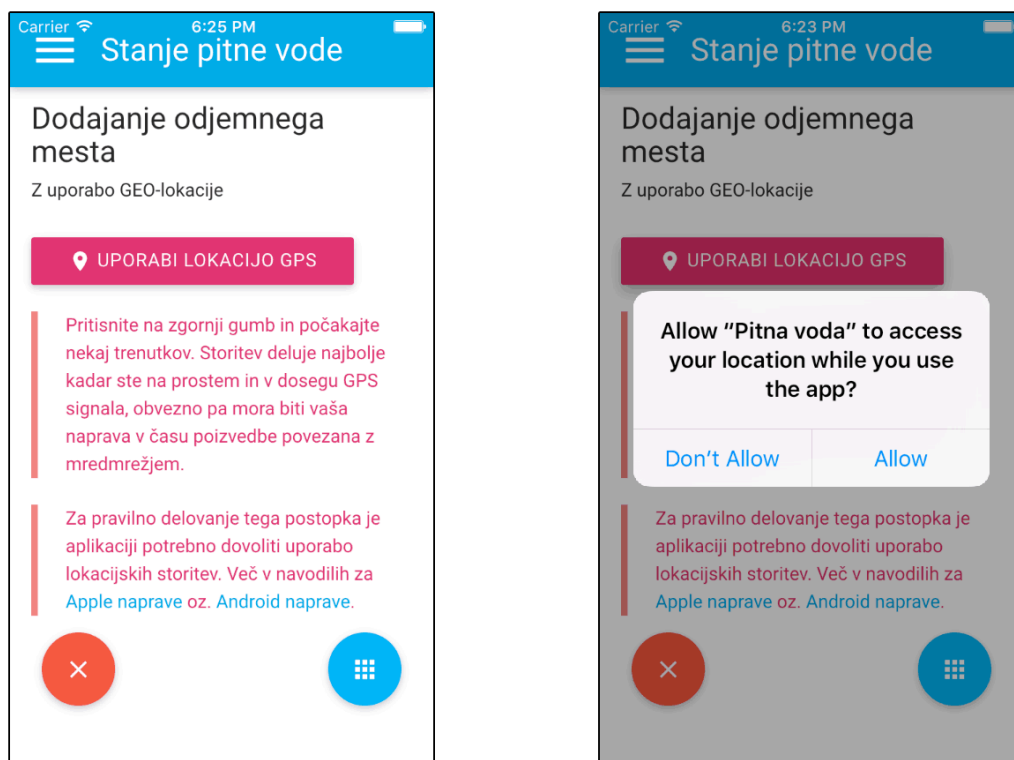 Carrier 6:25 PM
Stanje pitne vode
Dodajanje odjemnega
mesta
Z uporabo GEO-lokacije
UPORABI LOKACIJO GPS
Pritisnite na zgornji gumb in počakajte
nekaj trenutkov. Storitev deluje najbolje
kadar ste na prostem in v dosegu GPS
signala, obvezno pa mora biti vaša
naprava v času poizvedbe povezana z
mredmrežjem.
Za pravilno delovanje tega postopka je
aplikaciji potrebno dovoliti uporabo
lokacijskih storitev. Več v navodilih za
Apple naprave oz. Android naprave.
Carrier 6:23 PM
Stanje pitne vode
Dodajanje odjemnega
mesta
Z uporabo GEO-lokacije
UPORABI LOKACIJO GPS
Allow "Pitna voda" to access
your location while you use
the app?
Don't Allow Allow
Za pravilno delovanje tega postopka je
aplikaciji potrebno dovoliti uporabo
lokacijskih storitev. Več v navodilih za
Apple naprave oz. Android naprave.